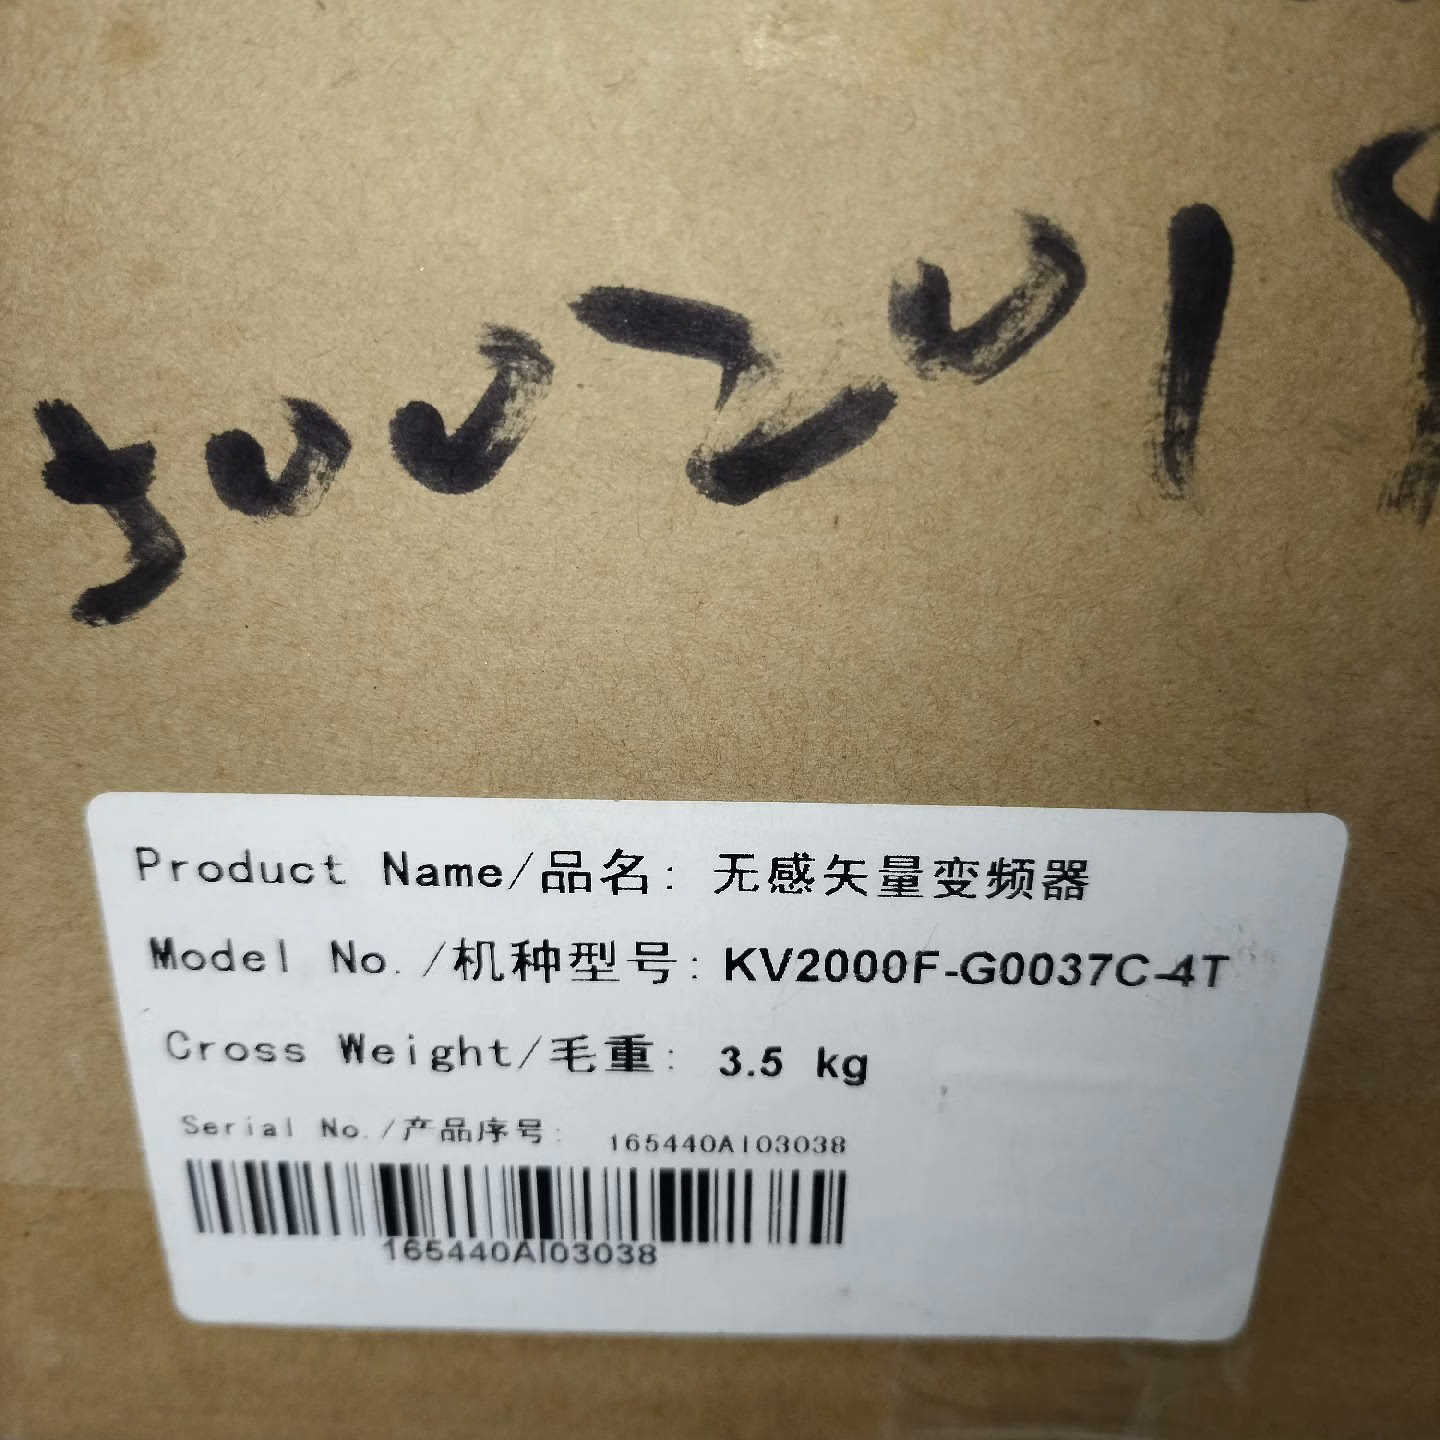 5002018
Product Name/品名: 无感矢量变频器
Model No./机种型号: KV2000F-G0037C-4T
Cross Weight/毛重: 3.5 kg
Serial No./产品序号: 165440AI03038
165440AI03038